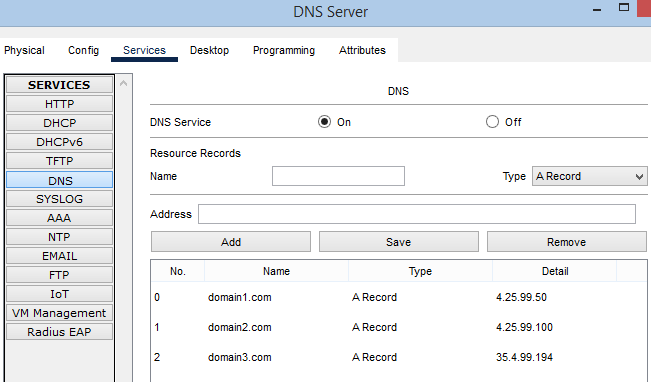 DNS Server
Physical Config Services Desktop Programming Attributes
SERVICES
HTTP
DHCP
DHCPv6
TFTP
DNS
SYSLOG
AAA
NTP
EMAIL
FTP
IoT
VM Management
Radius EAP
DNS
DNS Service On Off
Resource Records
Name Type A Record
Address
Add Save Remove
No. Name Type Detail
0 domain1.com A Record 4.25.99.50
1 domain2.com A Record 4.25.99.100
2 domain3.com A Record 35.4.99.194